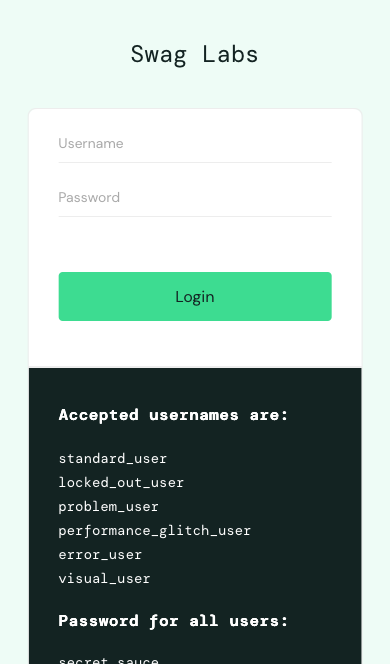 Swag Labs
Username
Password
Login
Accepted usernames are:
standard_user
locked_out_user
problem_user
performance_glitch_user
error_user
visual_user
Password for all users:
secret_sauce